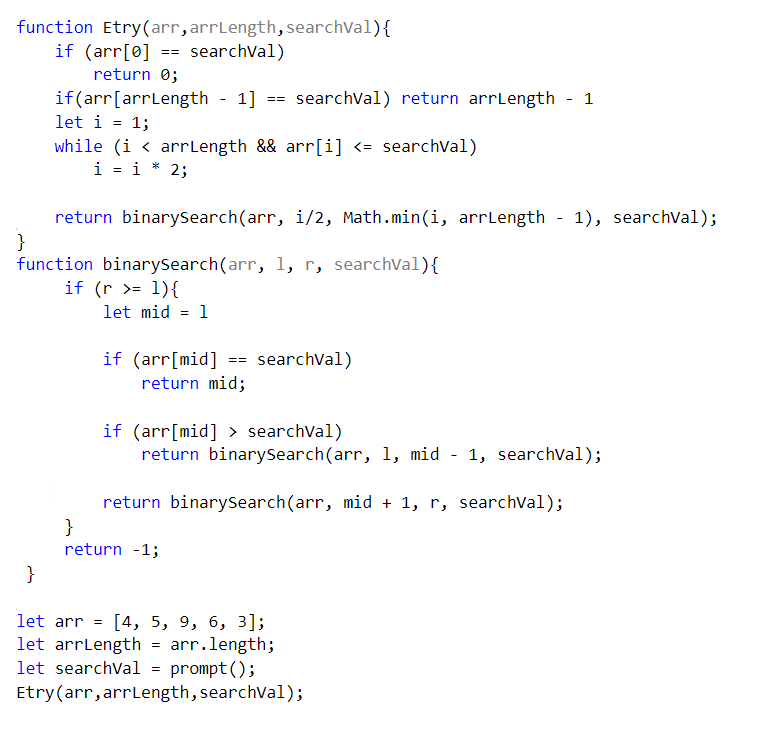 function Etry(arr,arrLength,searchVal){
    if (arr[0] == searchVal)
        return 0;
    if(arr[arrLength - 1] == searchVal) return arrLength - 1
    let i = 1;
    while (i < arrLength && arr[i] <= searchVal)
        i = i * 2;
    return binarySearch(arr, i/2, Math.min(i, arrLength - 1), searchVal);
}
function binarySearch(arr, l, r, searchVal){
     if (r >= l){
         let mid = l
         if (arr[mid] == searchVal)
             return mid;
         if (arr[mid] > searchVal)
             return binarySearch(arr, l, mid - 1, searchVal);
         return binarySearch(arr, mid + 1, r, searchVal);
     }
     return -1;
 }
let arr = [4, 5, 9, 6, 3];
let arrLength = arr.length;
let searchVal = prompt();
Etry(arr,arrLength,searchVal);